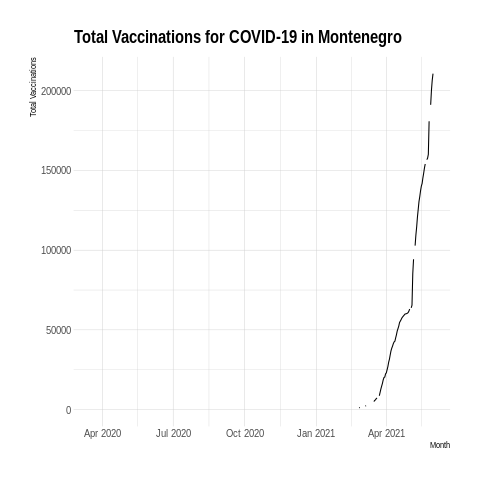 Total Vaccinations for COVID-19 in Montenegro
Total Vaccinations
200000
150000
100000
50000
0
Apr 2020 Jul 2020 Oct 2020 Jan 2021 Apr 2021
Month